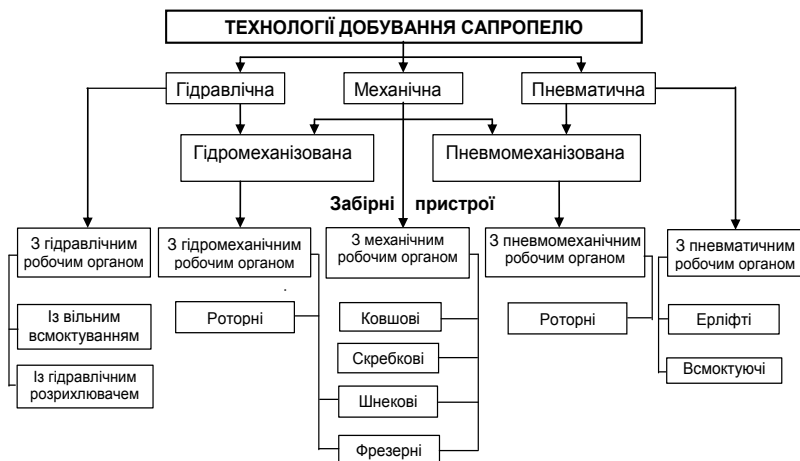 ТЕХНОЛОГІЇ ДОБУВАННЯ САПРОПЕЛЮ
Гідравлічна
Механічна
Пневматична
Гідромеханізована
Пневмомеханізована
Забірні пристрої
З гідравлічним
робочим органом
З гідромеханічним
робочим органом
З механічним
робочим органом
З пневмомеханічним
робочим органом
З пневматичним
робочим органом
Із вільним
всмоктуванням
Роторні
Ковшові
Роторні
Ерліфті
Скребкові
Всмоктуючі
Із гідравлічним
розрихлювачем
Шнекові
Фрезерні